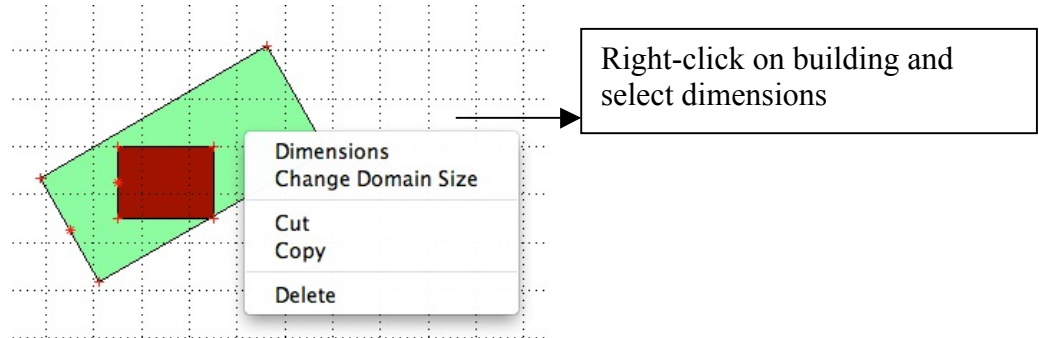 Right-click on building and
select dimensions
Dimensions
Change Domain Size
Cut
Copy
Delete